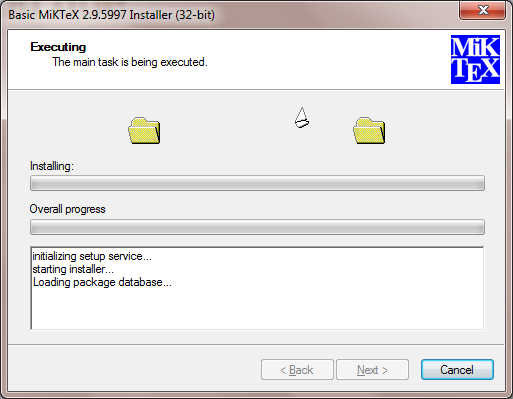 Basic MiKTeX 2.9.5997 Installer (32-bit)
Executing
The main task is being executed.
MiK
TEX
Installing:
Overall progress
initializing setup service...
starting installer...
Loading package database...
< Back
Next >
Cancel